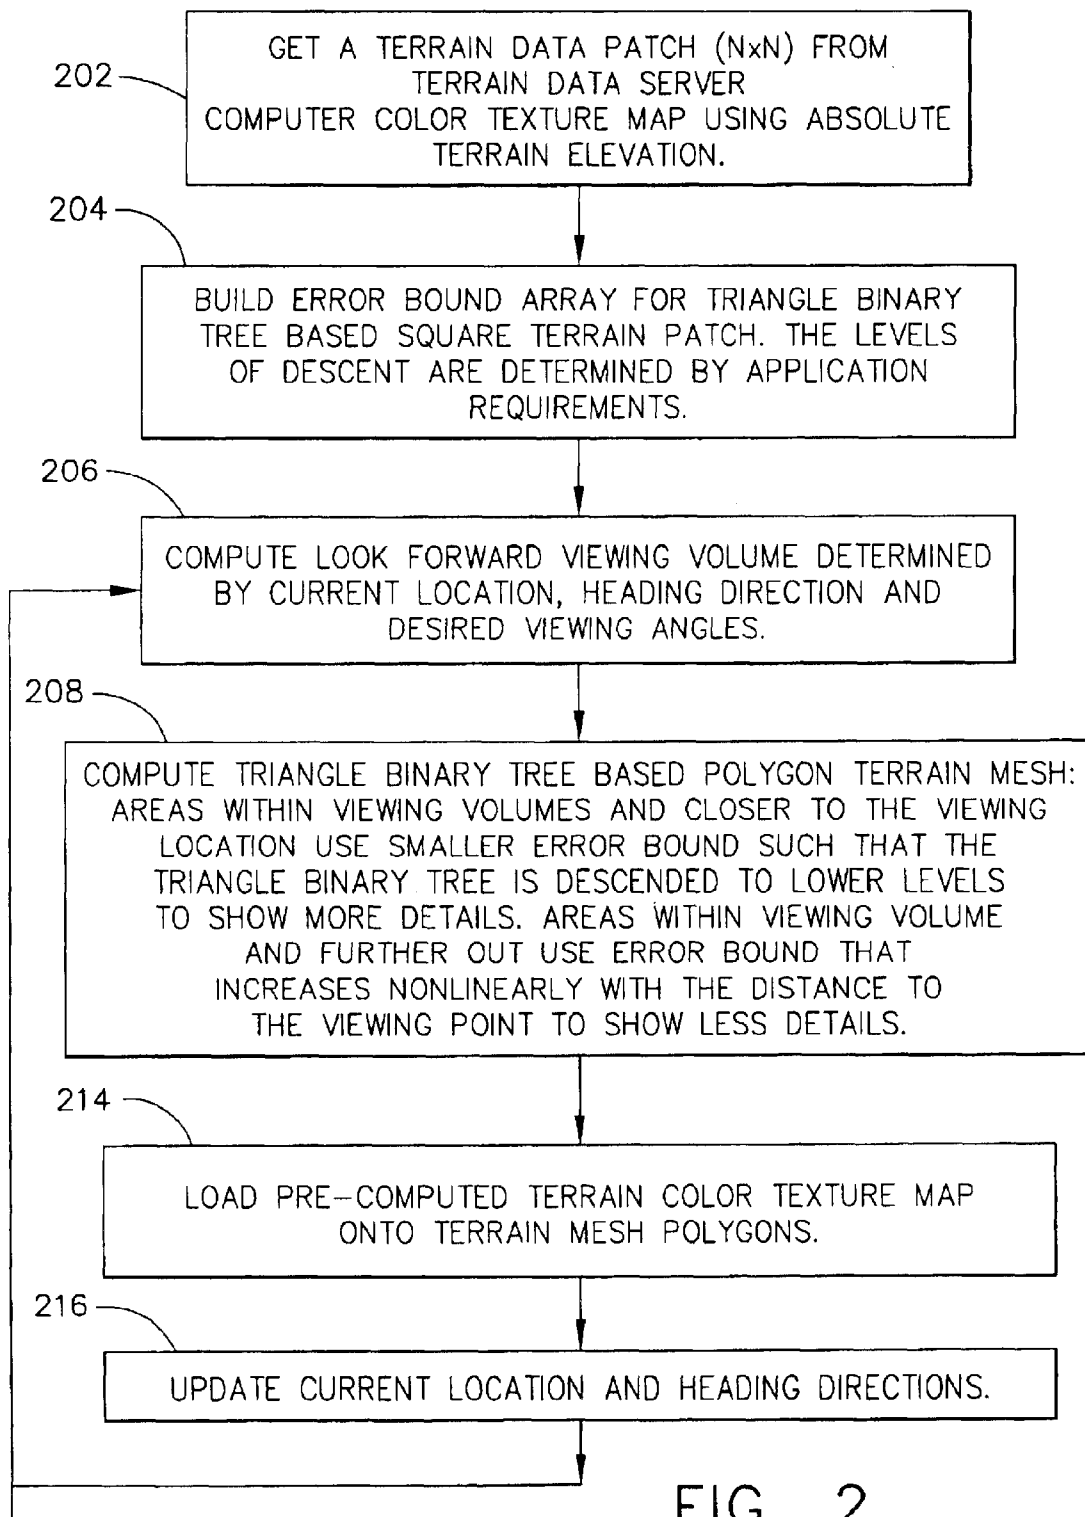 202
GET A TERRAIN DATA PATCH (NxN) FROM
TERRAIN DATA SERVER
COMPUTER COLOR TEXTURE MAP USING ABSOLUTE
TERRAIN ELEVATION.
204
BUILD ERROR BOUND ARRAY FOR TRIANGLE BINARY
TREE BASED SQUARE TERRAIN PATCH. THE LEVELS
OF DESCENT ARE DETERMINED BY APPLICATION
REQUIREMENTS.
206
COMPUTE LOOK FORWARD VIEWING VOLUME DETERMINED
BY CURRENT LOCATION, HEADING DIRECTION AND
DESIRED VIEWING ANGLES.
208
COMPUTE TRIANGLE BINARY TREE BASED POLYGON TERRAIN MESH:
AREAS WITHIN VIEWING VOLUMES AND CLOSER TO THE VIEWING
LOCATION USE SMALLER ERROR BOUND SUCH THAT THE
TRIANGLE BINARY TREE IS DESCENDED TO LOWER LEVELS
TO SHOW MORE DETAILS. AREAS WITHIN VIEWING VOLUME
AND FURTHER OUT USE ERROR BOUND THAT
INCREASES NONLINEARLY WITH THE DISTANCE TO
THE VIEWING POINT TO SHOW LESS DETAILS.
214
LOAD PRE-COMPUTED TERRAIN COLOR TEXTURE MAP
ONTO TERRAIN MESH POLYGONS.
216
UPDATE CURRENT LOCATION AND HEADING DIRECTIONS.
FIG. 2